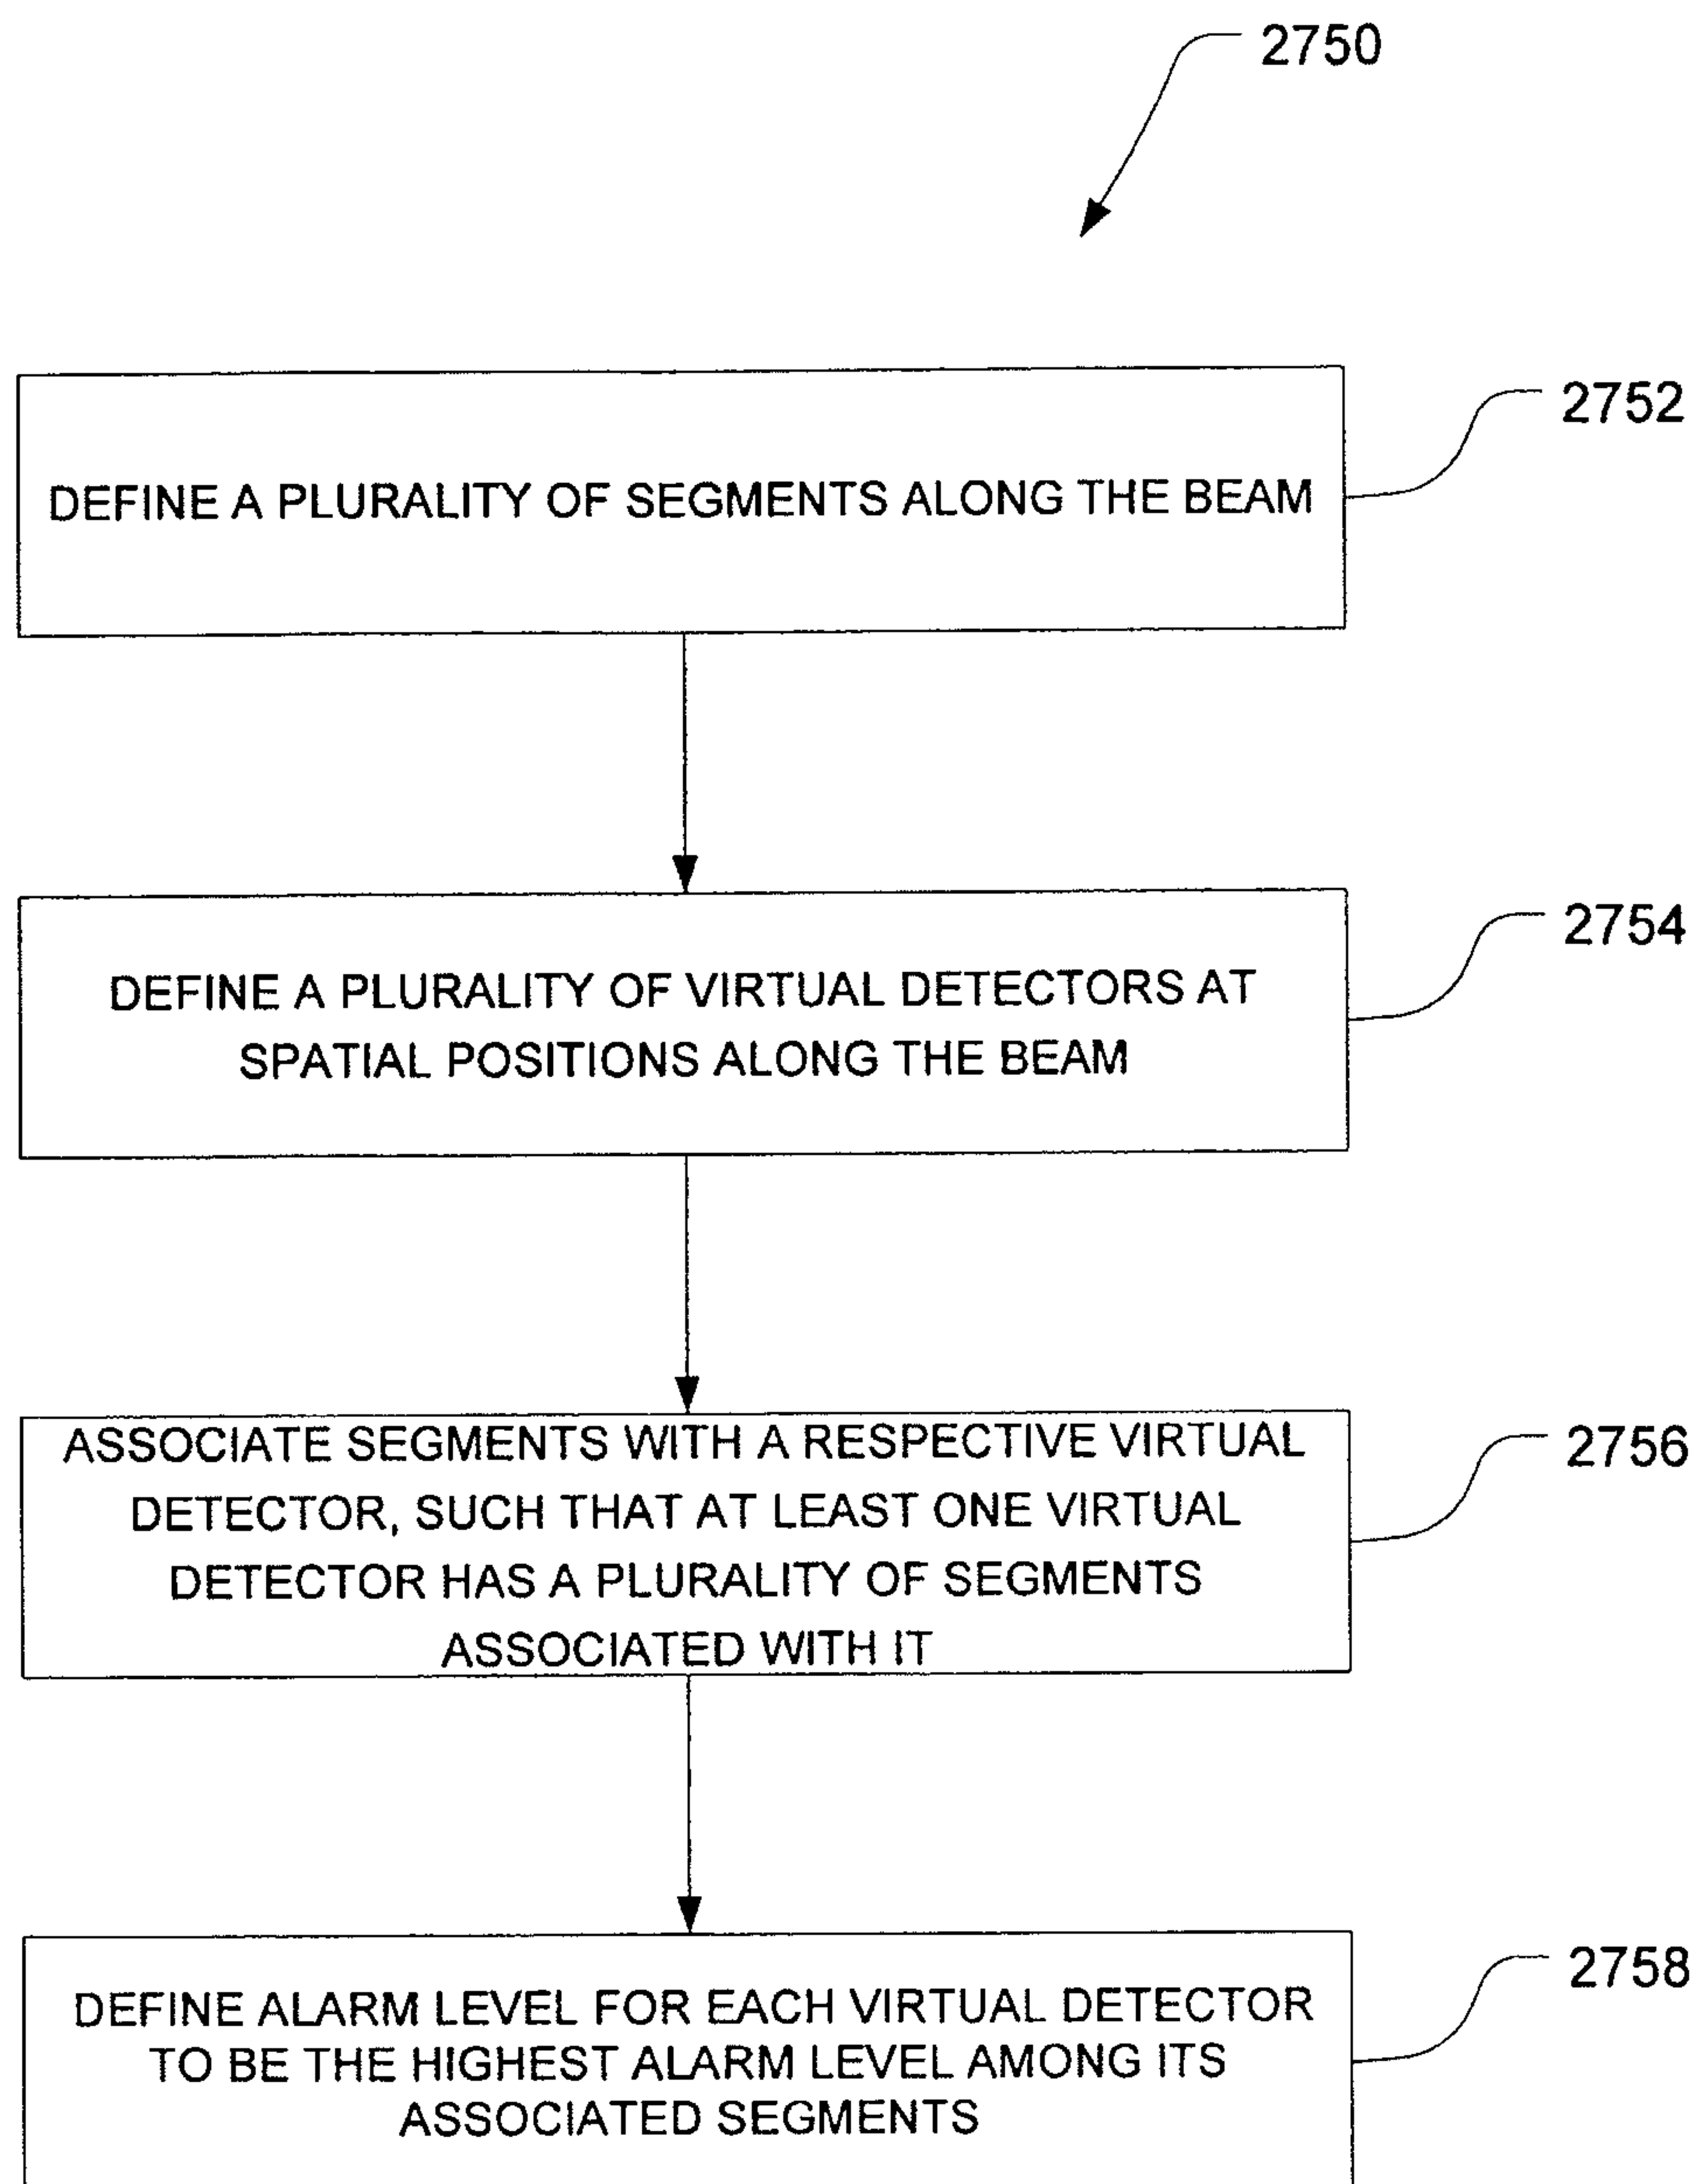 2750
DEFINE A PLURALITY OF SEGMENTS ALONG THE BEAM
2752
DEFINE A PLURALITY OF VIRTUAL DETECTORS AT
SPATIAL POSITIONS ALONG THE BEAM
2754
ASSOCIATE SEGMENTS WITH A RESPECTIVE VIRTUAL
DETECTOR, SUCH THAT AT LEAST ONE VIRTUAL
DETECTOR HAS A PLURALITY OF SEGMENTS
ASSOCIATED WITH IT
2756
DEFINE ALARM LEVEL FOR EACH VIRTUAL DETECTOR
TO BE THE HIGHEST ALARM LEVEL AMONG ITS
ASSOCIATED SEGMENTS
2758